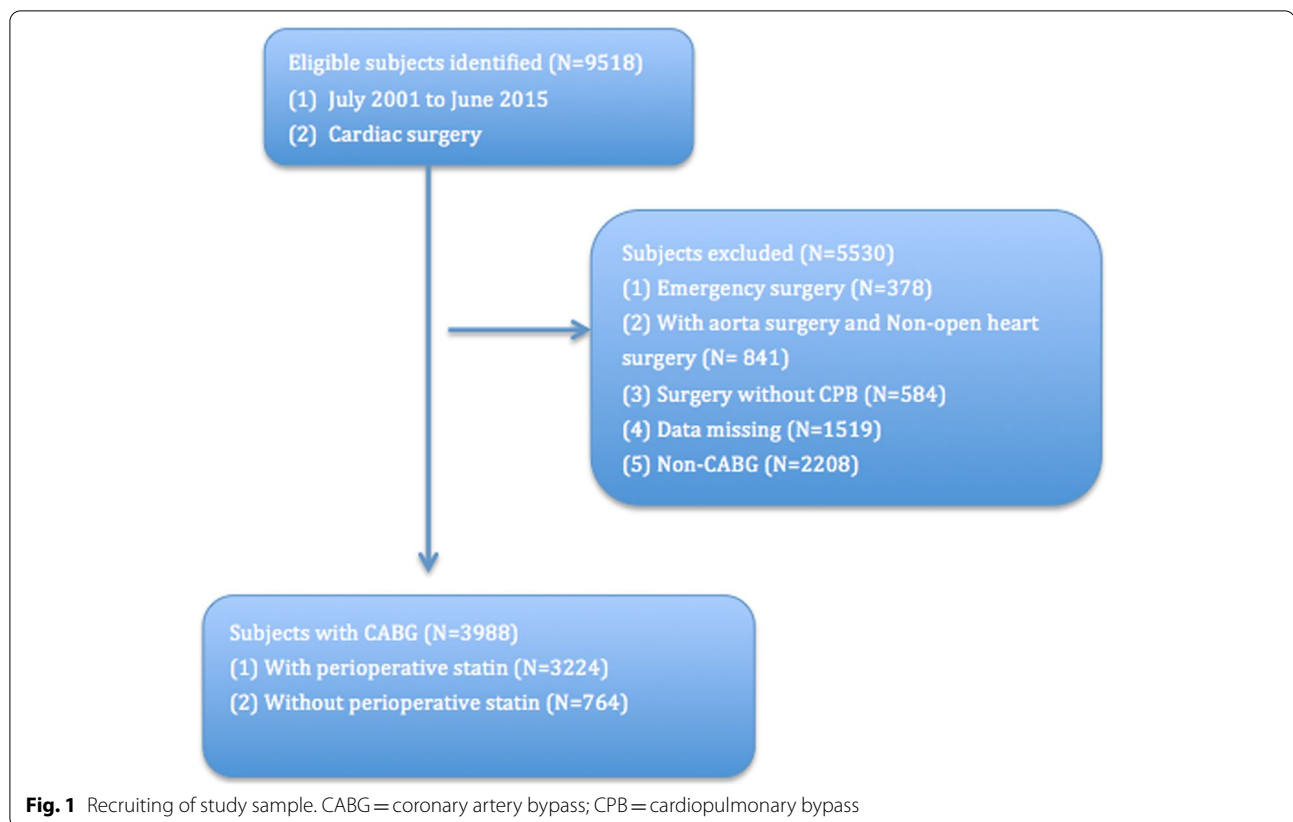 Eligible subjects identified (N=9518)
(1) July 2001 to June 2015
(2) Cardiac surgery
Subjects excluded (N=5530)
(1) Emergency surgery (N=378)
(2) With aorta surgery and Non-open heart
surgery (N= 841)
(3) Surgery without CPB (N=584)
(4) Data missing (N=1519)
(5) Non-CABG (N=2208)
Subjects with CABG (N=3988)
(1) With perioperative statin (N=3224)
(2) Without perioperative statin (N=764)
Fig. 1 Recruiting of study sample. CABG = coronary artery bypass; CPB = cardiopulmonary bypass